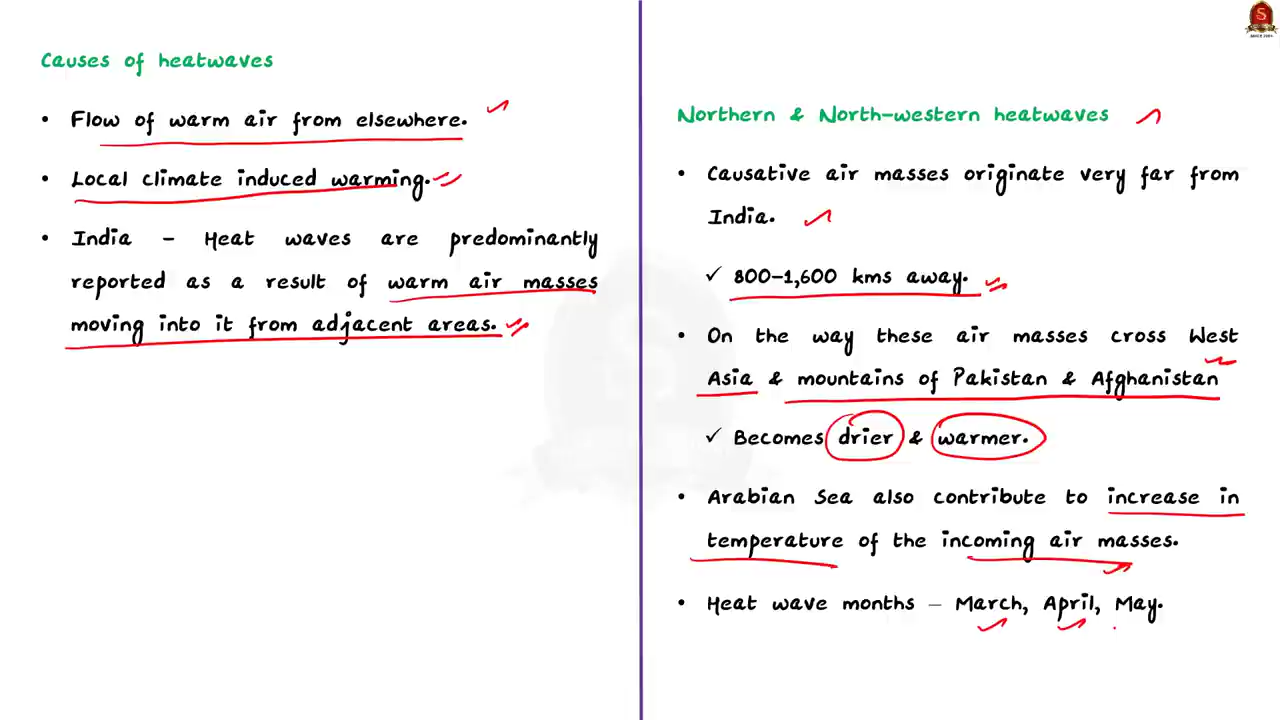 Causes of heatwaves
• Flow of warm air from elsewhere.
• Local climate induced warming.
• India - Heat waves are predominantly
reported as a result of warm air masses
moving into it from adjacent areas.
Northern & North-western heatwaves
• Causative air masses originate very far from
India.
✓ 800-1,600 kms away.
• On the way these air masses cross West
Asia & mountains of Pakistan & Afghanistan
✓ Becomes drier & warmer.
• Arabian Sea also contribute to increase in
temperature of the incoming air masses.
• Heat wave months – March, April, May.